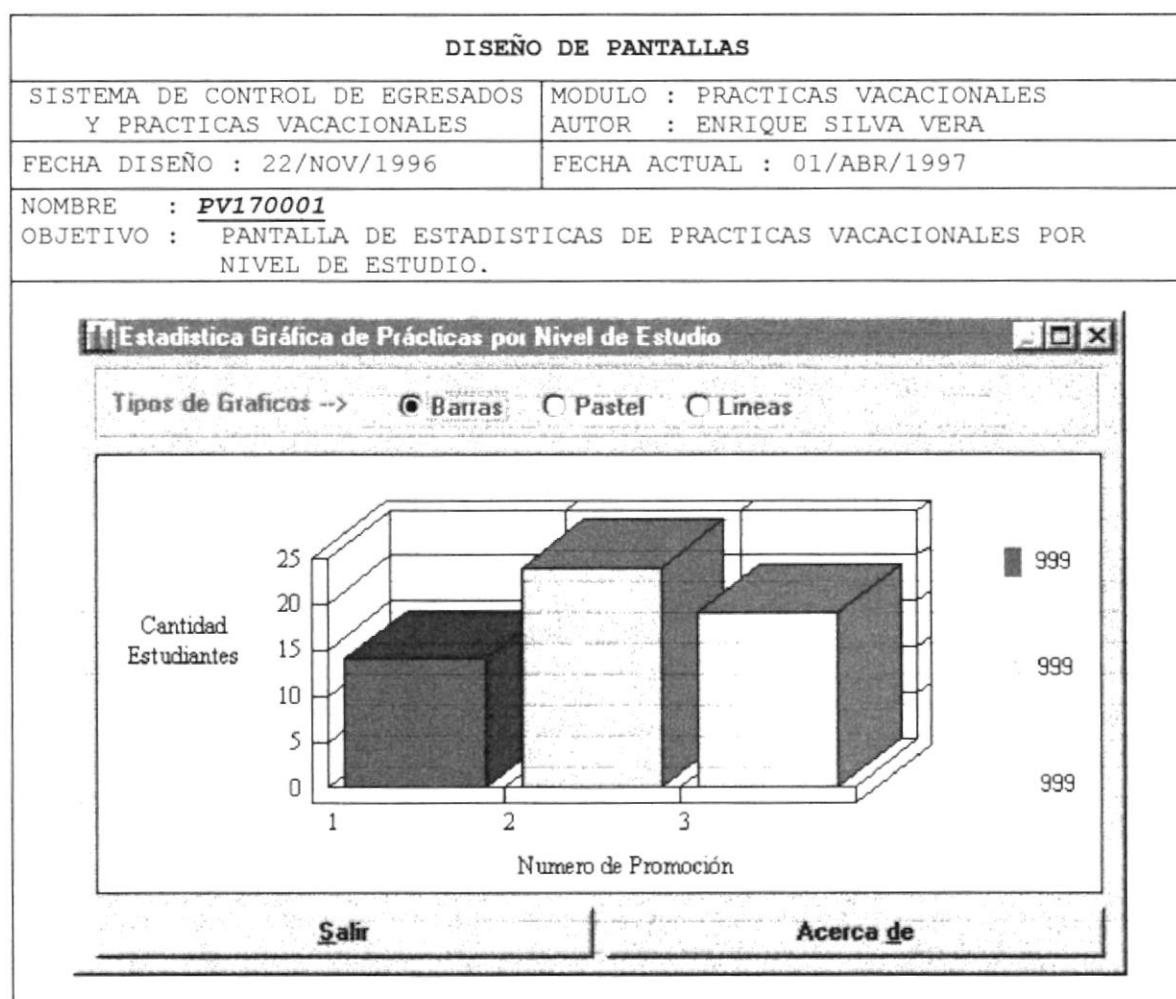 DISEÑO DE PANTALLAS
SISTEMA DE CONTROL DE EGRESADOS
Y PRACTICAS VACACIONALES
MODULO : PRACTICAS VACACIONALES
AUTOR : ENRIQUE SILVA VERA
FECHA DISEÑO : 22/NOV/1996
FECHA ACTUAL : 01/ABR/1997
NOMBRE : PV170001
OBJETIVO : PANTALLA DE ESTADISTICAS DE PRACTICAS VACACIONALES POR
NIVEL DE ESTUDIO.
Estadistica Gráfica de Prácticas por Nivel de Estudio
Tipos de Graficos --> Barras Pastel Lineas
25
20
15
10
5
0
Cantidad
Estudiantes
1 2 3
Numero de Promoción
999
999
999
Salir
Acerca de